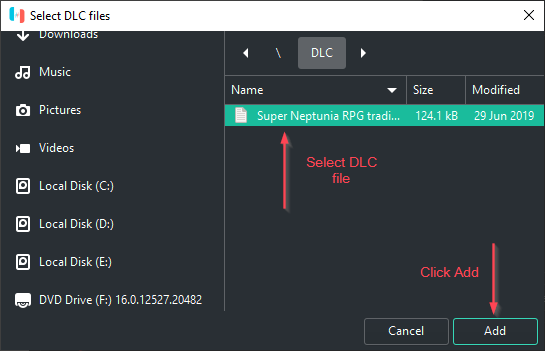 Select DLC files
Downloads
Music
Pictures
Videos
Local Disk (C:)
Local Disk (D:)
Local Disk (E:)
DVD Drive (F:) 16.0.12527.20482
\ DLC
Name Size Modified
Super Neptunia RPG tradi... 124.1 kB 29 Jun 2019
Select DLC
file
Click Add
Cancel Add